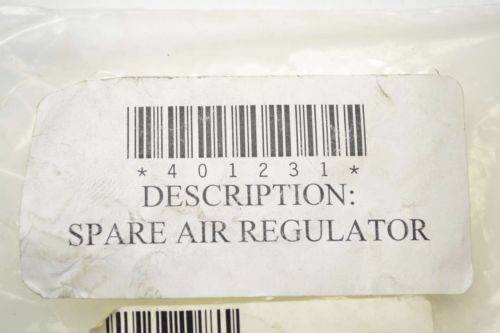 *401231*
DESCRIPTION:
SPARE AIR REGULATOR